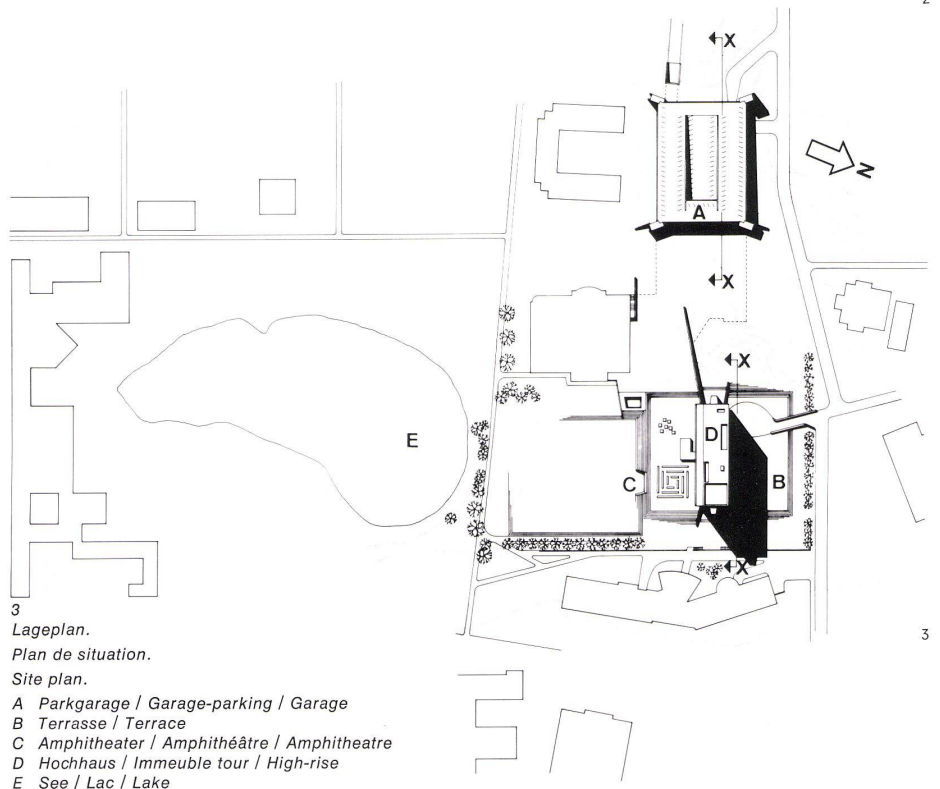 2
X
N
A
X
X
D
E
B
C
X
3
Lageplan.
Plan de situation.
Site plan.
A Parkgarage / Garage-parking / Garage
B Terrasse / Terrace
C Amphitheater / Amphithéâtre / Amphitheatre
D Hochhaus / Immeuble tour / High-rise
E See / Lac / Lake
3